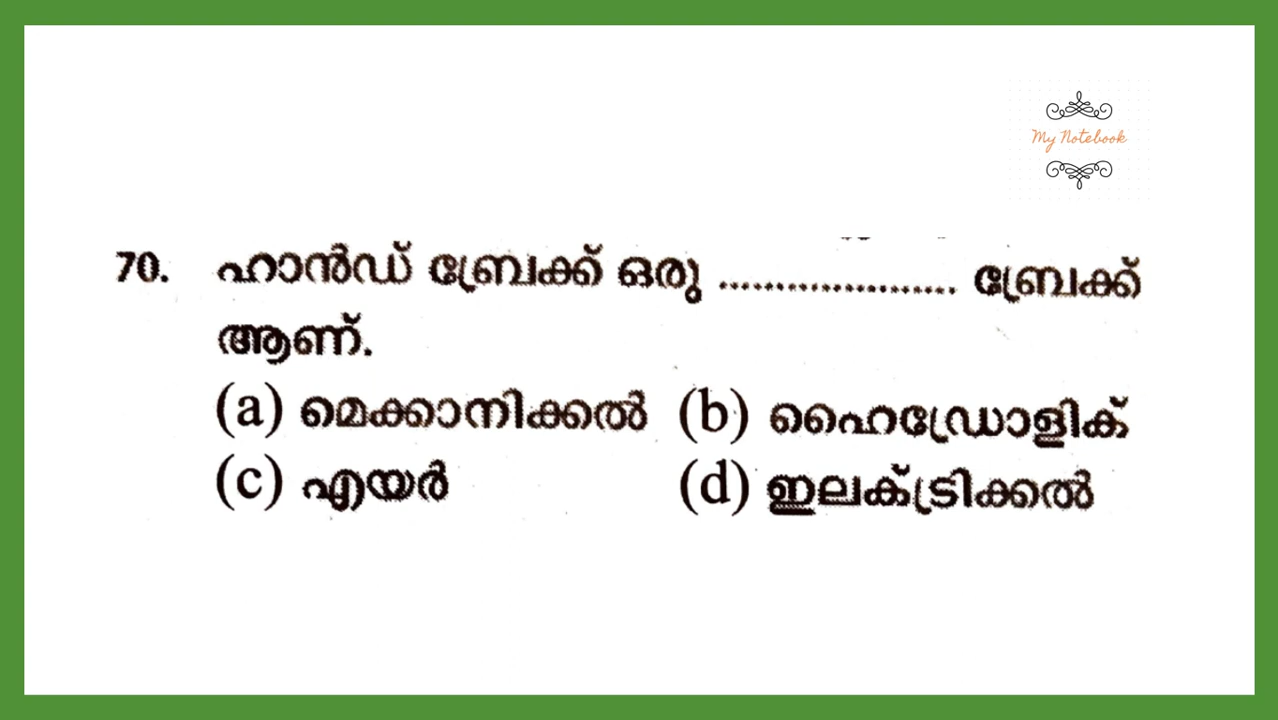 My Notebook
70. ഹാൻഡ് ബ്രേക്ക് ഒരു ..................... ബ്രേക്ക്
ആണ്.
(a) മെക്കാനിക്കൽ (b) ഹൈഡ്രോളിക്
(c) എയർ (d) ഇലക്ട്രിക്കൽ